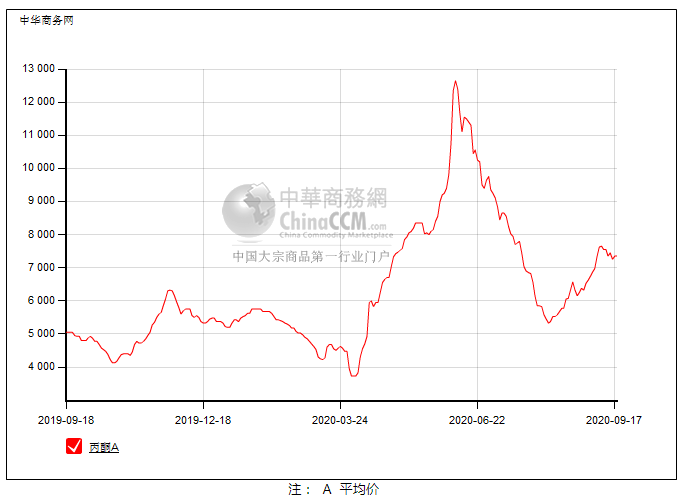 中华商务网
13 000
12 000
11 000
10 000
9 000
8 000
7 000
6 000
5 000
4 000
中華商務網
ChinaCCM.com
China Commodity Marketplace
中国大宗商品第一行业门户
2019-09-18 2019-12-18 2020-03-24 2020-06-22 2020-09-17
丙酮A
注： A 平均价